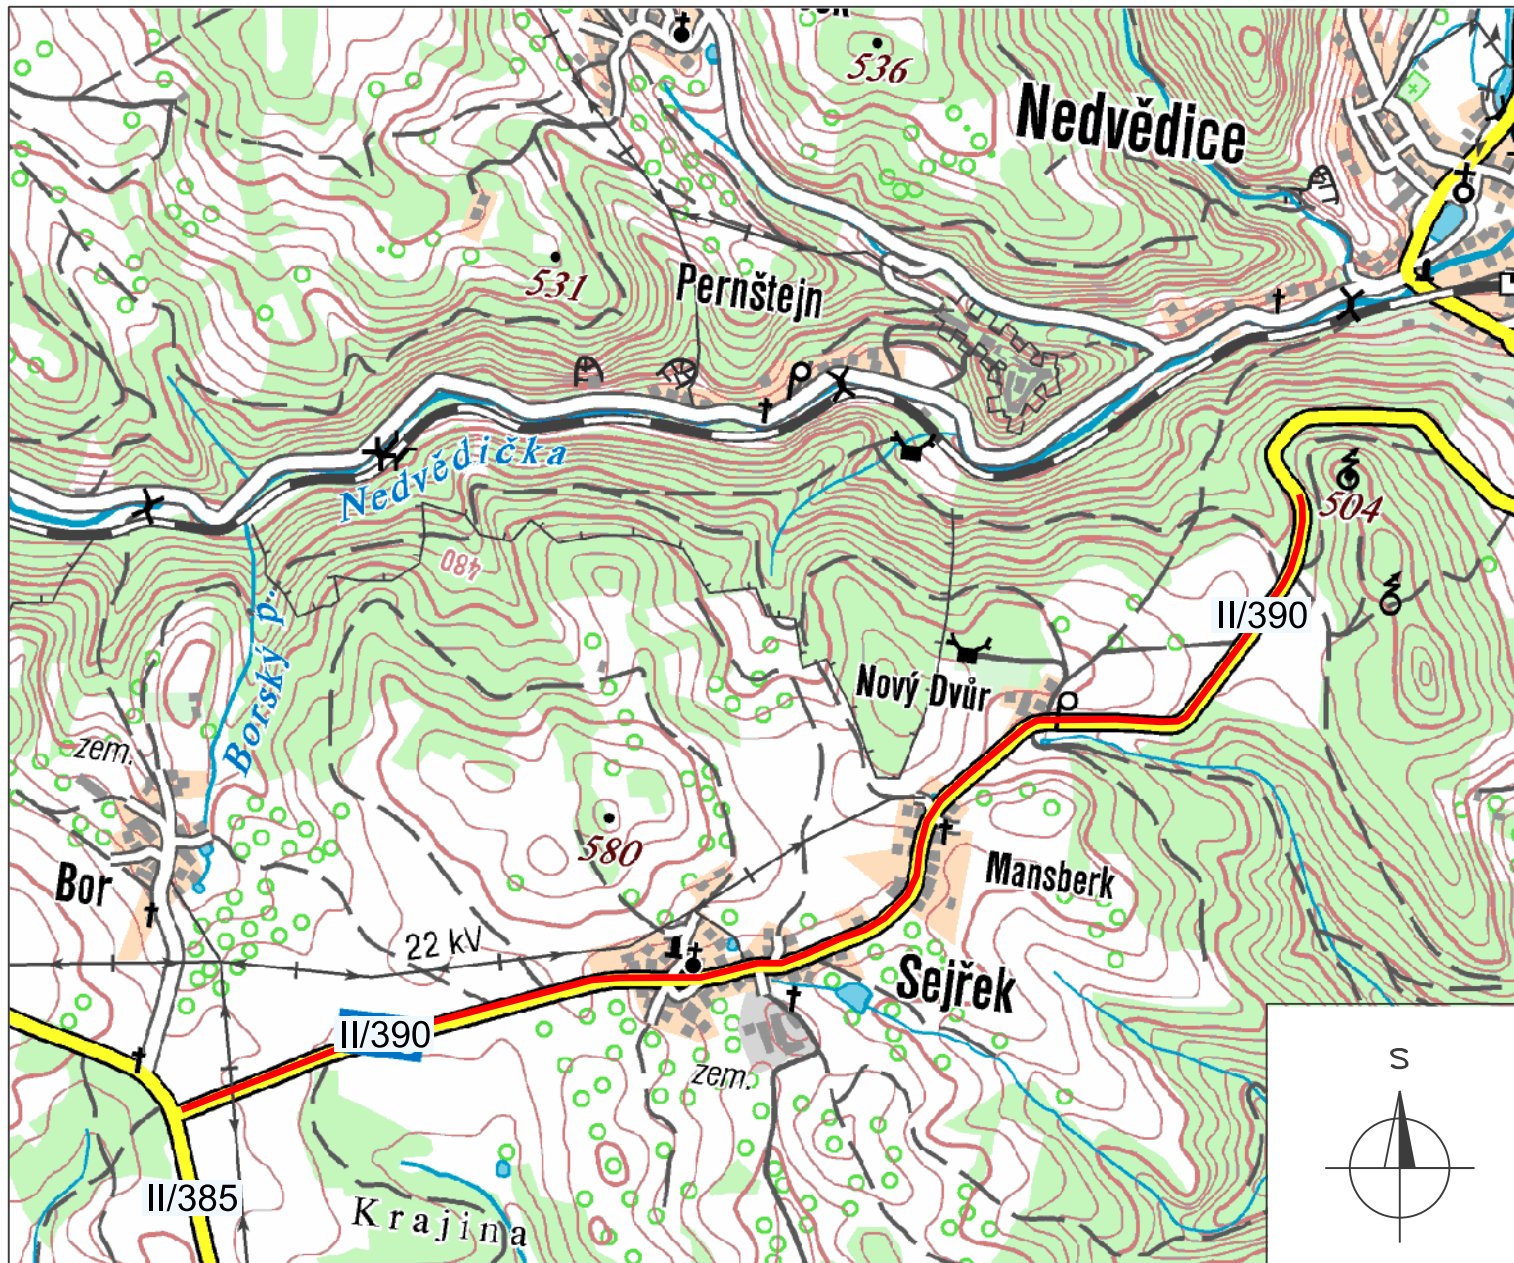 536
Nedvědice
531
Pernštejn
Nedvědička
504
480
II/390
Borský p.
Nový Dvůr
zem.
580
Mansberk
Bor
22 kV
Sejřek
II/390
zem.
S
II/385
Krajina